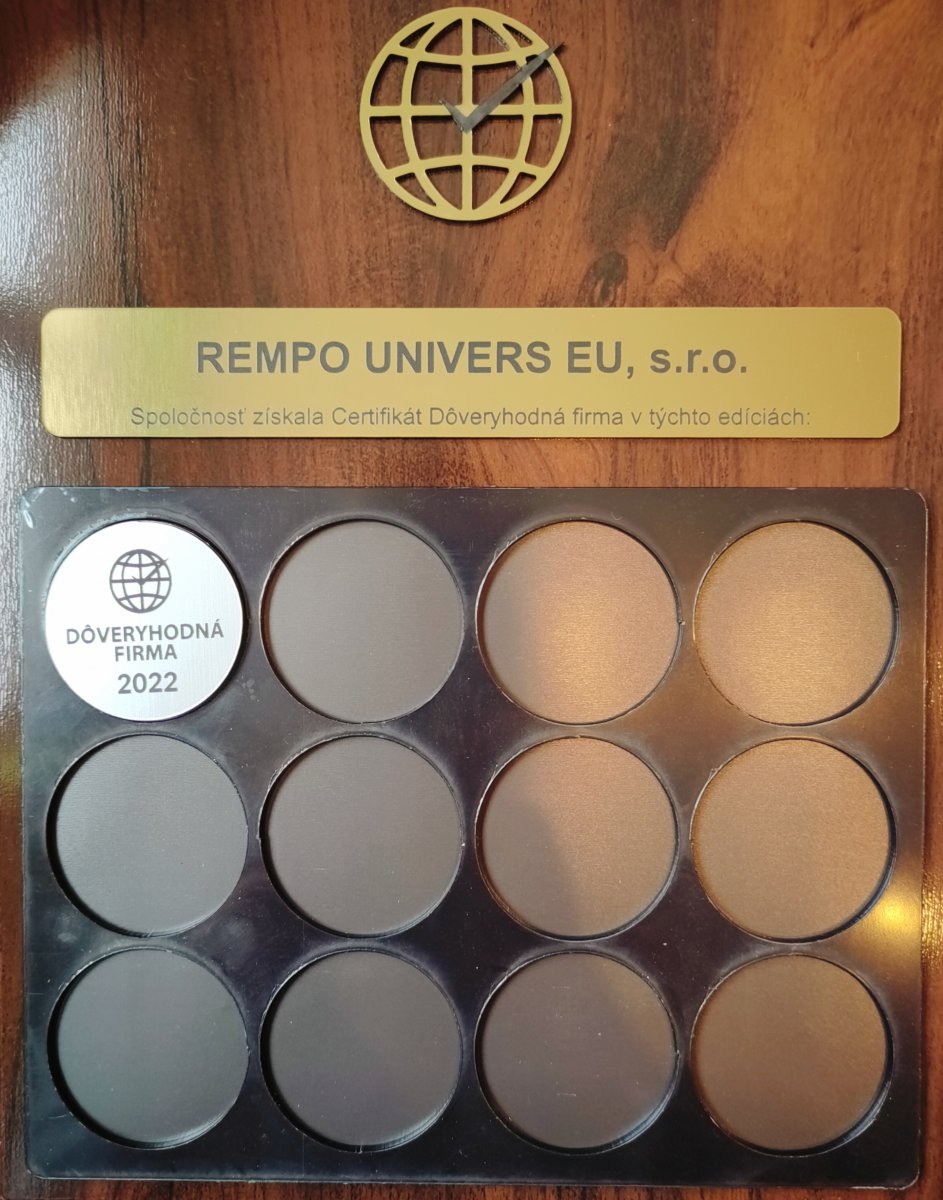 REMPO UNIVERS EU, s.r.o.
Spoločnosť získala Certifikát Dôveryhodná firma v týchto edíciách:
DÔVERYHODNÁ
FIRMA
2022